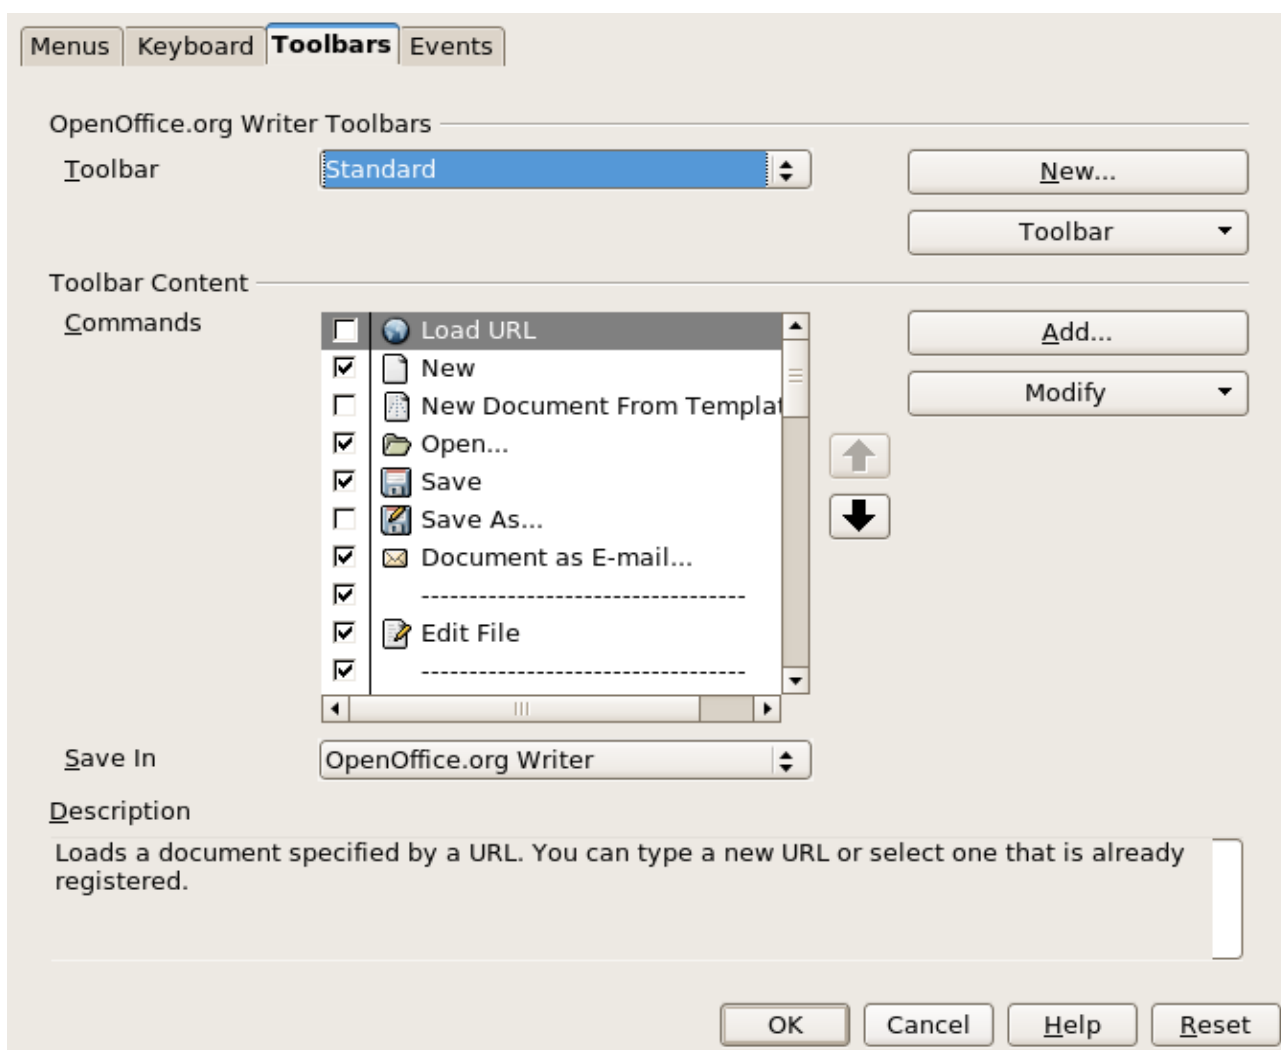 Menus Keyboard Toolbars Events
OpenOffice.org Writer Toolbars
Toolbar Standard New...
Toolbar
Toolbar Content
Commands Load URL Add...
New
New Document From Templat Modify
Open...
Save
Save As...
Document as E-mail...
---------------------------------
Edit File
---------------------------------
Save In OpenOffice.org Writer
Description
Loads a document specified by a URL. You can type a new URL or select one that is already
registered.
OK Cancel Help Reset